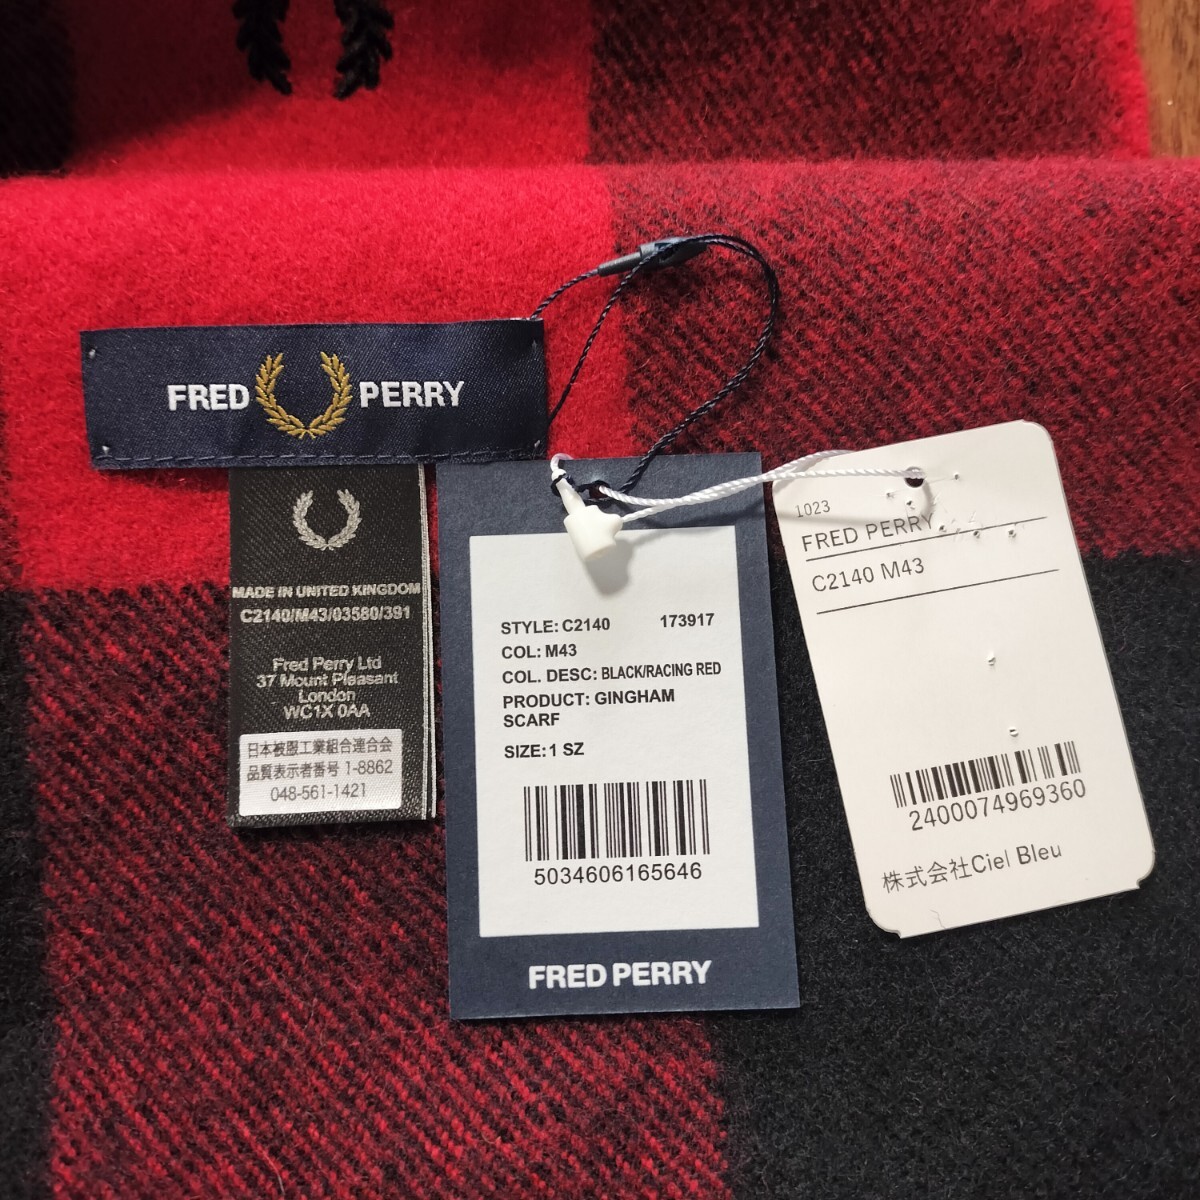 FRED PERRY
MADE IN UNITED KINGDOM
C2140/M43/03580/391
Fred Perry Ltd
37 Mount Pleasant
London
WC1X 0AA
日本被服工業組合連合会
品質表示者番号 1-8862
048-561-1421
STYLE: C2140 173917
COL: M43
COL. DESC: BLACK/RACING RED
PRODUCT: GINGHAM
SCARF
SIZE: 1 SZ
5034606165646
FRED PERRY
1023
FRED PERRY
C2140 M43
2400074969360
株式会社Ciel Bleu